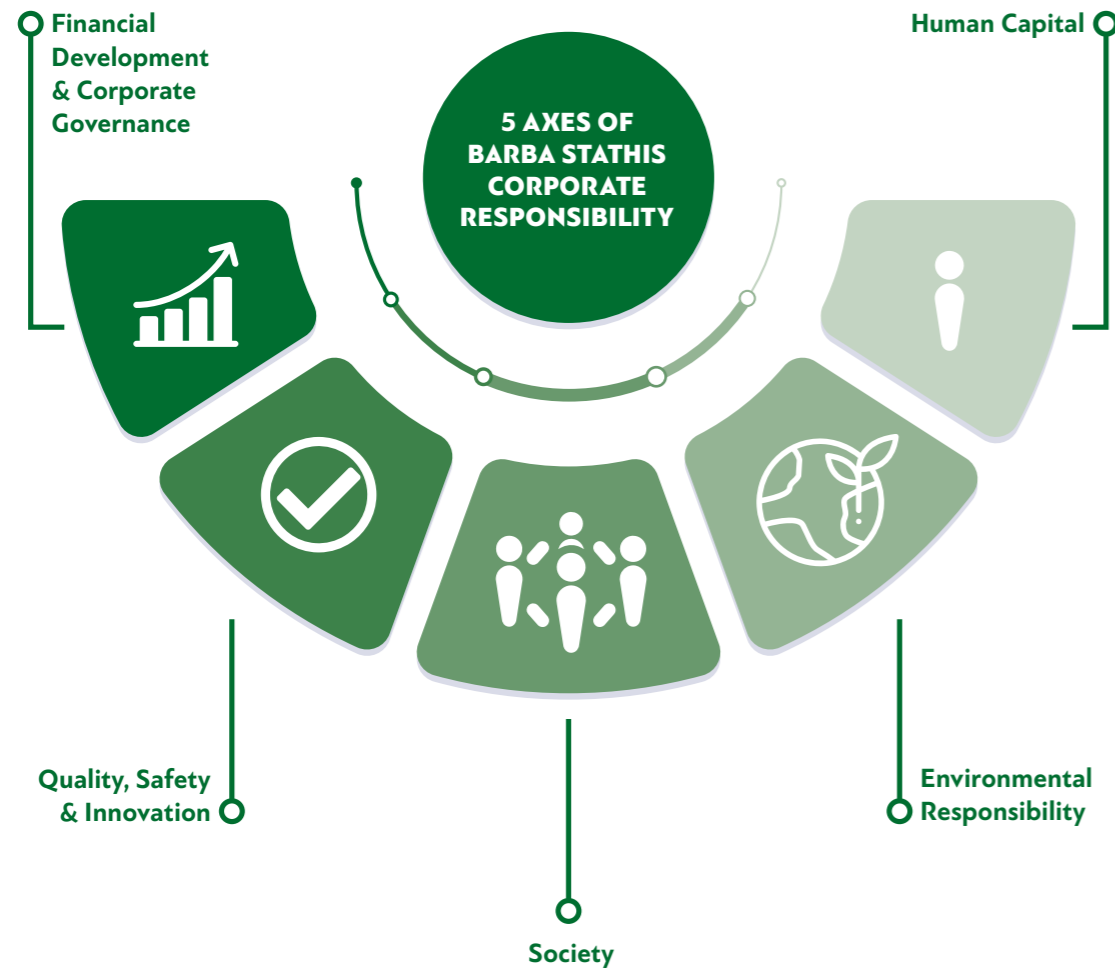 Financial
Development
& Corporate
Governance
Human Capital
5 AXES OF
BARBA STATHIS
CORPORATE
RESPONSIBILITY
Quality, Safety
& Innovation
Environmental
Responsibility
Society